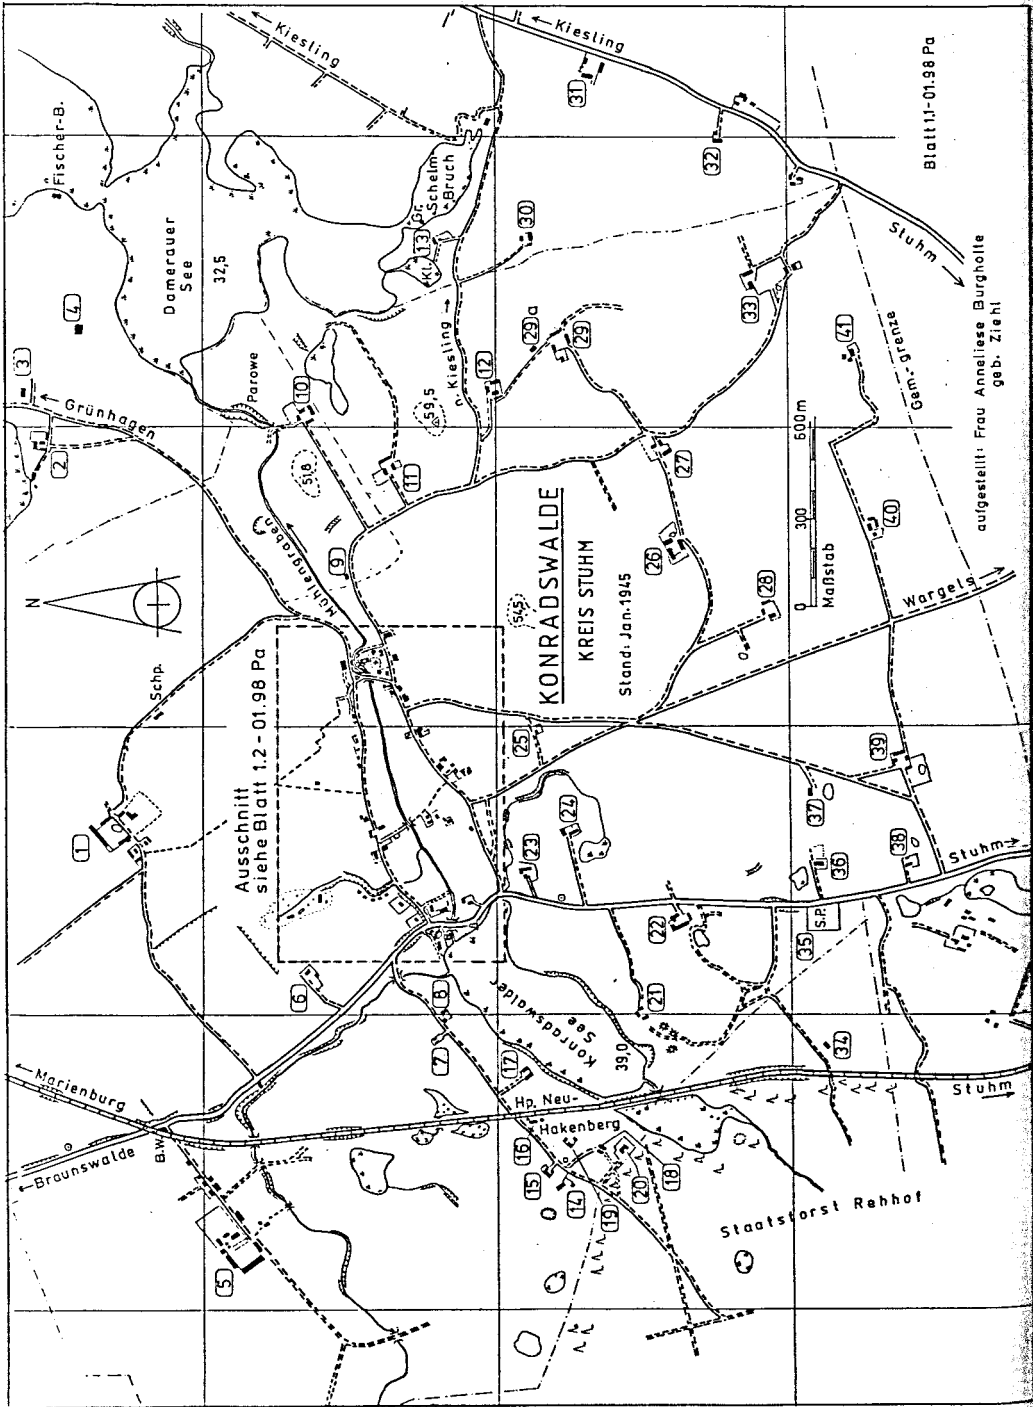 KONRADSWALDE
KREIS STUHM
Stand: Jan. 1945
N
Ausschnitt
siehe Blatt 1.2 - 01.98 Pa
Maßstab
0 300 600m
Blatt 1.1-01.98 Pa
aufgestellt: Frau Anneliese Burgholte
geb. Ziehl
← Marienburg
← Braunswalde
B.W.
Schp.
← Grünhagen
Fischer-B.
Damerauer
See
32,5
← Kiesling
← Kiesling
Parowe
Mühlengraben
51,8
59,5
54,5
n. Kiesling →
Gr.
Schelm-
Bruch
Kl.
Konradswalder
See
39,0
Hp. Neu-
Hakenberg
Staatsforst Rehhof
S.P.
Stuhm →
Stuhm →
Stuhm →
Wargels →
Gem.-grenze
1
2
3
4
5
6
7
8
9
10
11
12
13
14
15
16
17
18
19
20
21
22
23
24
25
26
27
28
29
29a
30
31
32
33
34
35
36
37
38
39
40
41